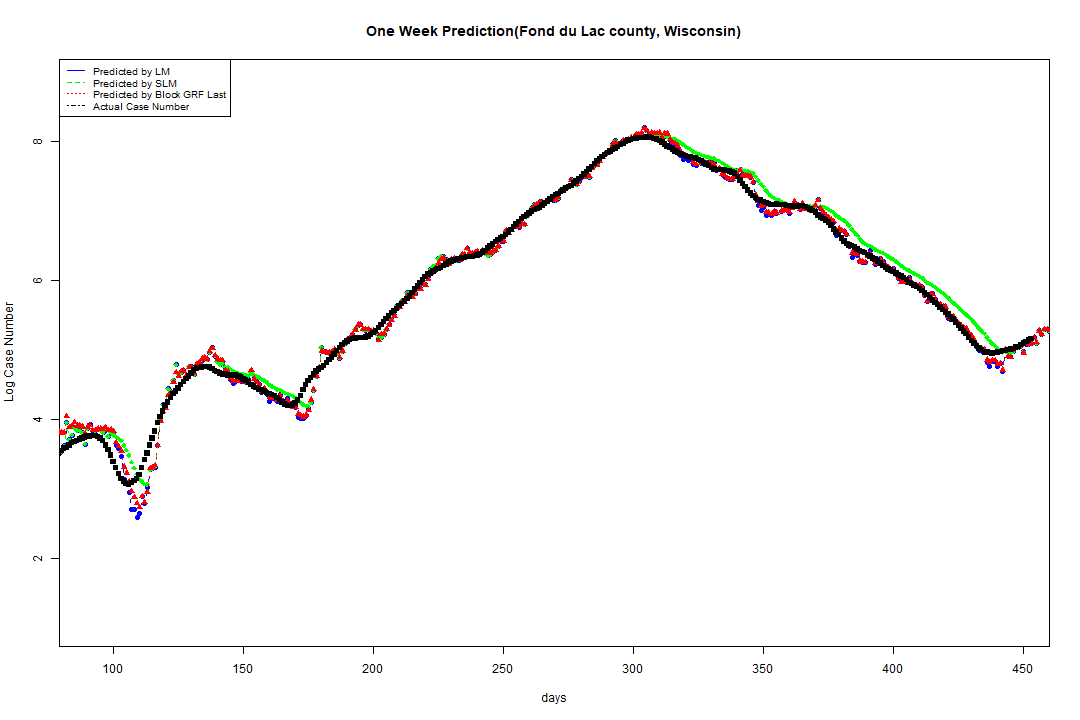 One Week Prediction(Fond du Lac county, Wisconsin)
Predicted by LM
Predicted by SLM
Predicted by Block GRF Last
Actual Case Number
8
6
4
2
Log Case Number
100 150 200 250 300 350 400 450
days